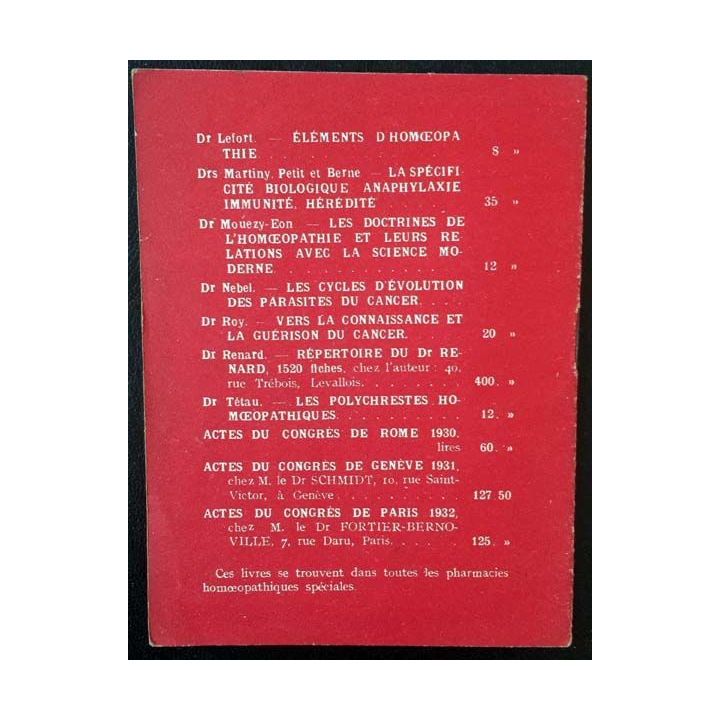 Dr Lefort. — ÉLÉMENTS D'HOMŒOPA
THIE . . . . . . . . . . 8 »
Drs Martiny, Petit et Berne — LA SPÉCIFI
CITÉ BIOLOGIQUE ANAPHYLAXIE
IMMUNITÉ, HÉRÉDITÉ . . . . . 35 »
Dr Mouezy-Eon — LES DOCTRINES DE
L'HOMŒOPATHIE ET LEURS RE
LATIONS AVEC LA SCIENCE MO-
DERNE. . . . . . . . . . 12 »
Dr Nebel. — LES CYCLES D'ÉVOLUTION
DES PARASITES DU CANCER. . . .
Dr Roy. — VERS LA CONNAISSANCE ET
LA GUÉRISON DU CANCER. . . . 20 »
Dr Renard. — RÉPERTOIRE DU Dr RE-
NARD, 1520 fiches, chez l'auteur : 40,
rue Trébois, Levallois. . . . . . . 400. »
Dr Têtau. — LES POLYCHRESTES HO-
MŒOPATHIQUES. . . . . . . . 12. »
ACTES DU CONGRÈS DE ROME 1930.
lires 60. »
ACTES DU CONGRÈS DE GENÈVE 1931,
chez M. le Dr SCHMIDT, 10, rue Saint-
Victor, à Genève . . . . . . . . 127 50
ACTES DU CONGRÈS DE PARIS 1932,
chez M. le Dr FORTIER-BERNO-
VILLE, 7, rue Daru, Paris. . . . . 125. »
Ces livres se trouvent dans toutes les pharmacies
homœopathiques spéciales.